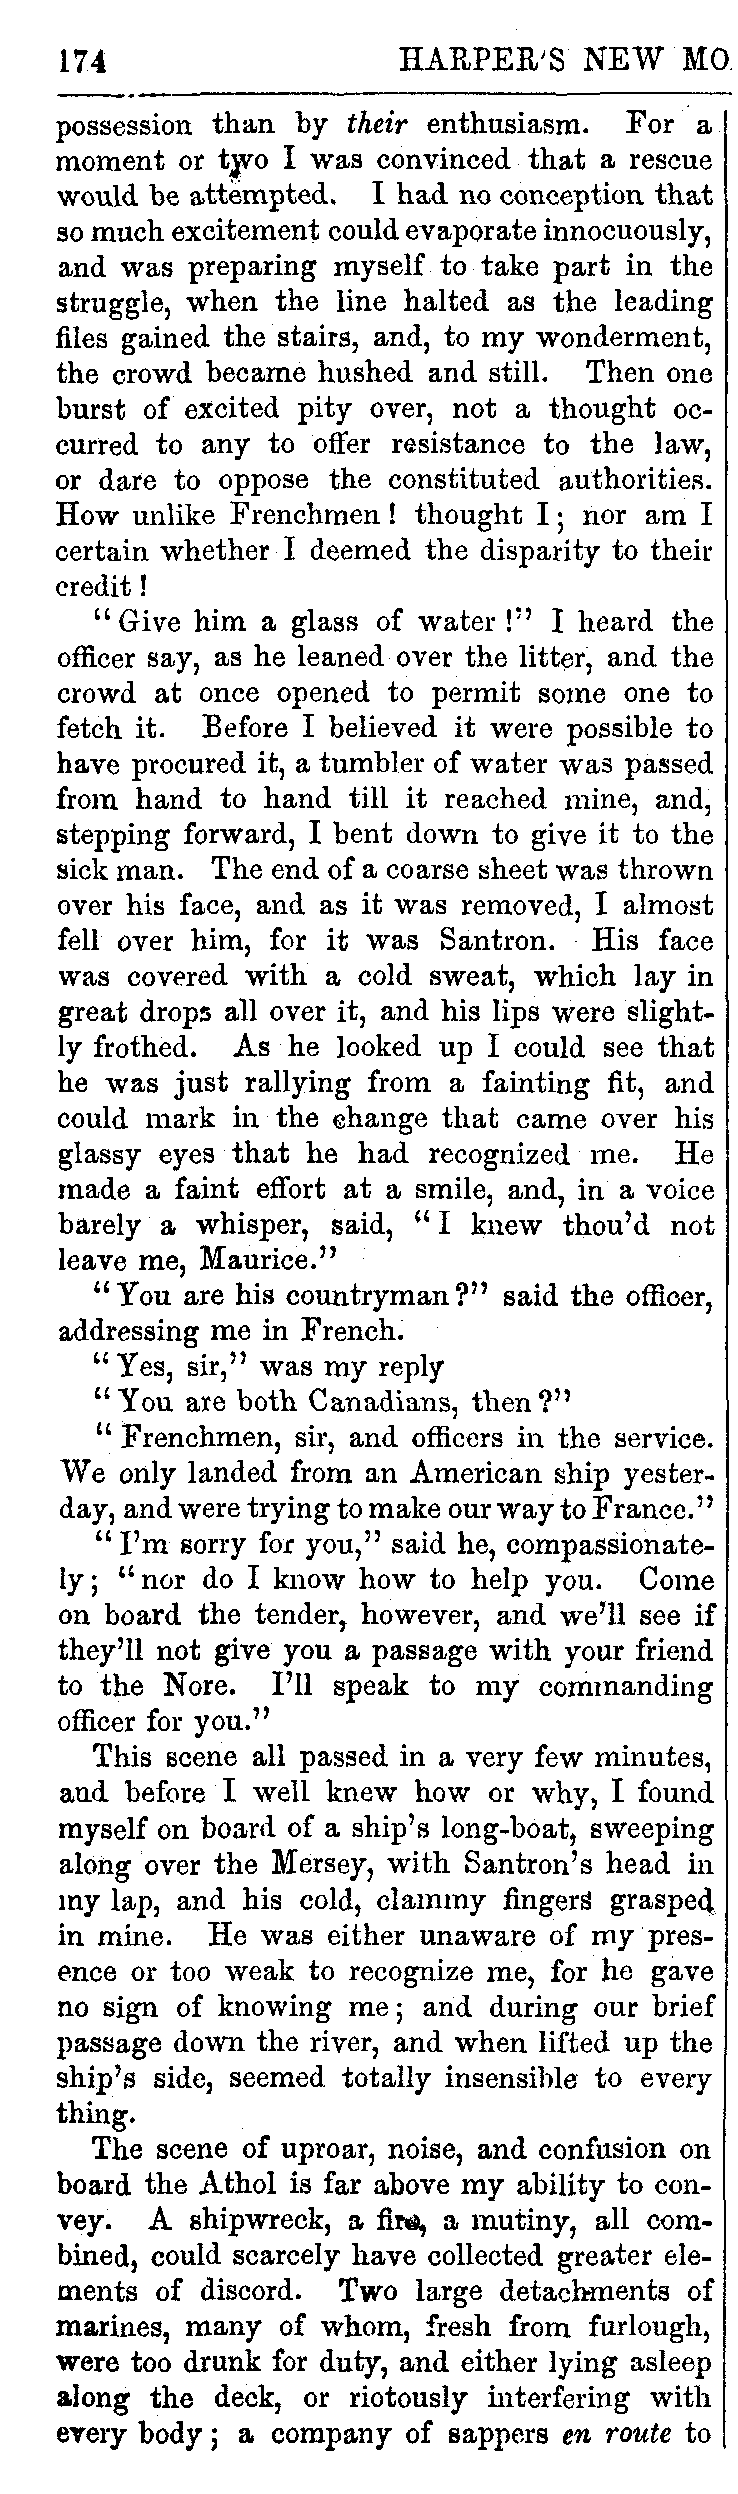 174 HARPER'S NEW MO
possession than by their enthusiasm. For a
moment or two I was convinced that a rescue
would be attempted. I had no conception that
so much excitement could evaporate innocuously,
and was preparing myself to take part in the
struggle, when the line halted as the leading
files gained the stairs, and, to my wonderment,
the crowd became hushed and still. Then one
burst of excited pity over, not a thought oc-
curred to any to offer resistance to the law,
or dare to oppose the constituted authorities.
How unlike Frenchmen! thought I; nor am I
certain whether I deemed the disparity to their
credit!
"Give him a glass of water!" I heard the
officer say, as he leaned over the litter, and the
crowd at once opened to permit some one to
fetch it. Before I believed it were possible to
have procured it, a tumbler of water was passed
from hand to hand till it reached mine, and,
stepping forward, I bent down to give it to the
sick man. The end of a coarse sheet was thrown
over his face, and as it was removed, I almost
fell over him, for it was Santron. His face
was covered with a cold sweat, which lay in
great drops all over it, and his lips were slight-
ly frothed. As he looked up I could see that
he was just rallying from a fainting fit, and
could mark in the change that came over his
glassy eyes that he had recognized me. He
made a faint effort at a smile, and, in a voice
barely a whisper, said, "I knew thou'd not
leave me, Maurice."
"You are his countryman?" said the officer,
addressing me in French.
"Yes, sir," was my reply
"You are both Canadians, then?"
"Frenchmen, sir, and officers in the service.
We only landed from an American ship yester-
day, and were trying to make our way to France."
"I'm sorry for you," said he, compassionate-
ly; "nor do I know how to help you. Come
on board the tender, however, and we'll see if
they'll not give you a passage with your friend
to the Nore. I'll speak to my commanding
officer for you."
This scene all passed in a very few minutes,
and before I well knew how or why, I found
myself on board of a ship's long-boat, sweeping
along over the Mersey, with Santron's head in
my lap, and his cold, clammy fingers grasped
in mine. He was either unaware of my pres-
ence or too weak to recognize me, for he gave
no sign of knowing me; and during our brief
passage down the river, and when lifted up the
ship's side, seemed totally insensible to every
thing.
The scene of uproar, noise, and confusion on
board the Athol is far above my ability to con-
vey. A shipwreck, a fire, a mutiny, all com-
bined, could scarcely have collected greater ele-
ments of discord. Two large detachments of
marines, many of whom, fresh from furlough,
were too drunk for duty, and either lying asleep
along the deck, or riotously interfering with
every body; a company of sappers en route to